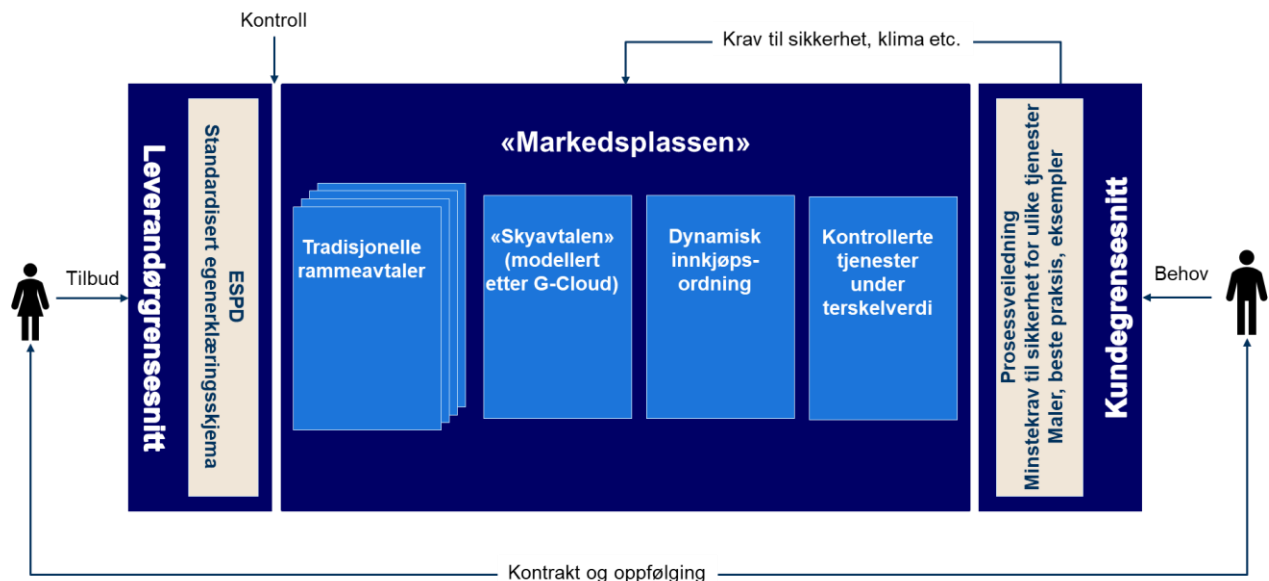 Kontroll
Krav til sikkerhet, klima etc.
Tilbud
Leverandørgrensesnitt
ESPD
Standardisert egenerklæringsskjema
«Markedsplassen»
Tradisjonelle
rammeavtaler
«Skyavtalen»
(modellert
etter G-Cloud)
Dynamisk
innkjøps-
ordning
Kontrollerte
tjenester
under
terskelverdi
Prosessveiledning
Minstekrav til sikkerhet for ulike tjenester
Maler, beste praksis, eksempler
Kundegrensesnitt
Behov
Kontrakt og oppfølging